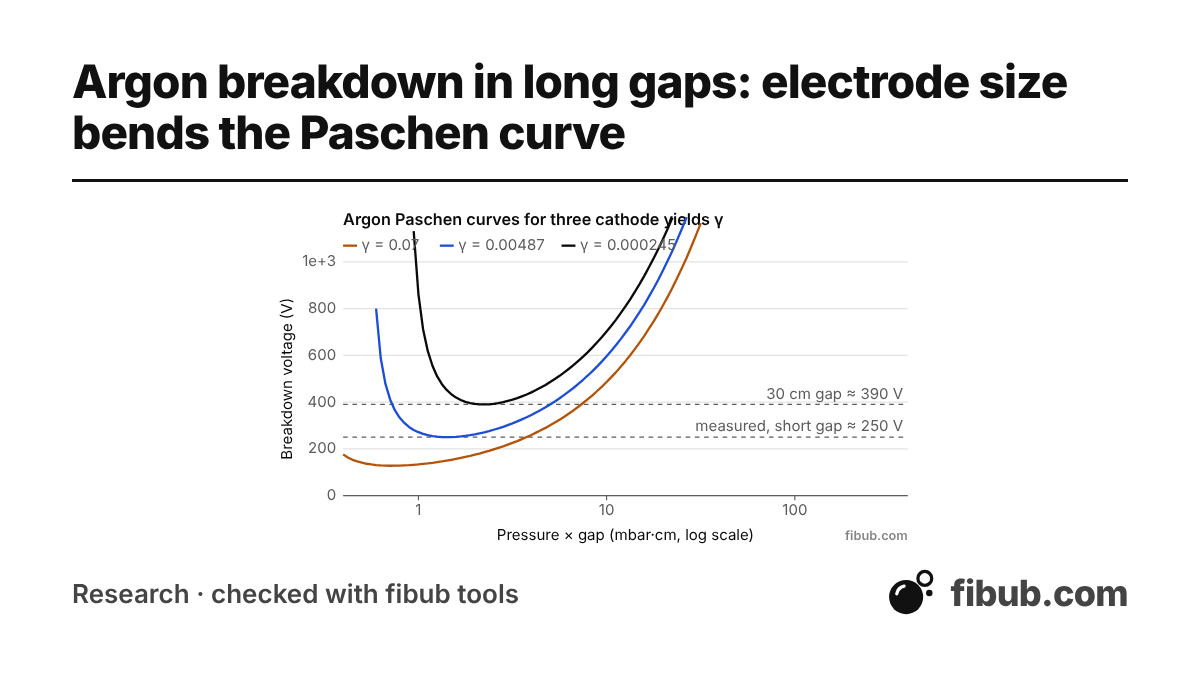 Argon breakdown in long gaps: electrode size
bends the Paschen curve
Argon Paschen curves for three cathode yields γ
γ = 0.07 γ = 0.00487 γ = 0.000245
1e+3
800
600
400
200
0
Breakdown voltage (V)
30 cm gap ≈ 390 V
measured, short gap ≈ 250 V
1 10 100
Pressure × gap (mbar·cm, log scale)
fibub.com
Research · checked with fibub tools
fibub.com